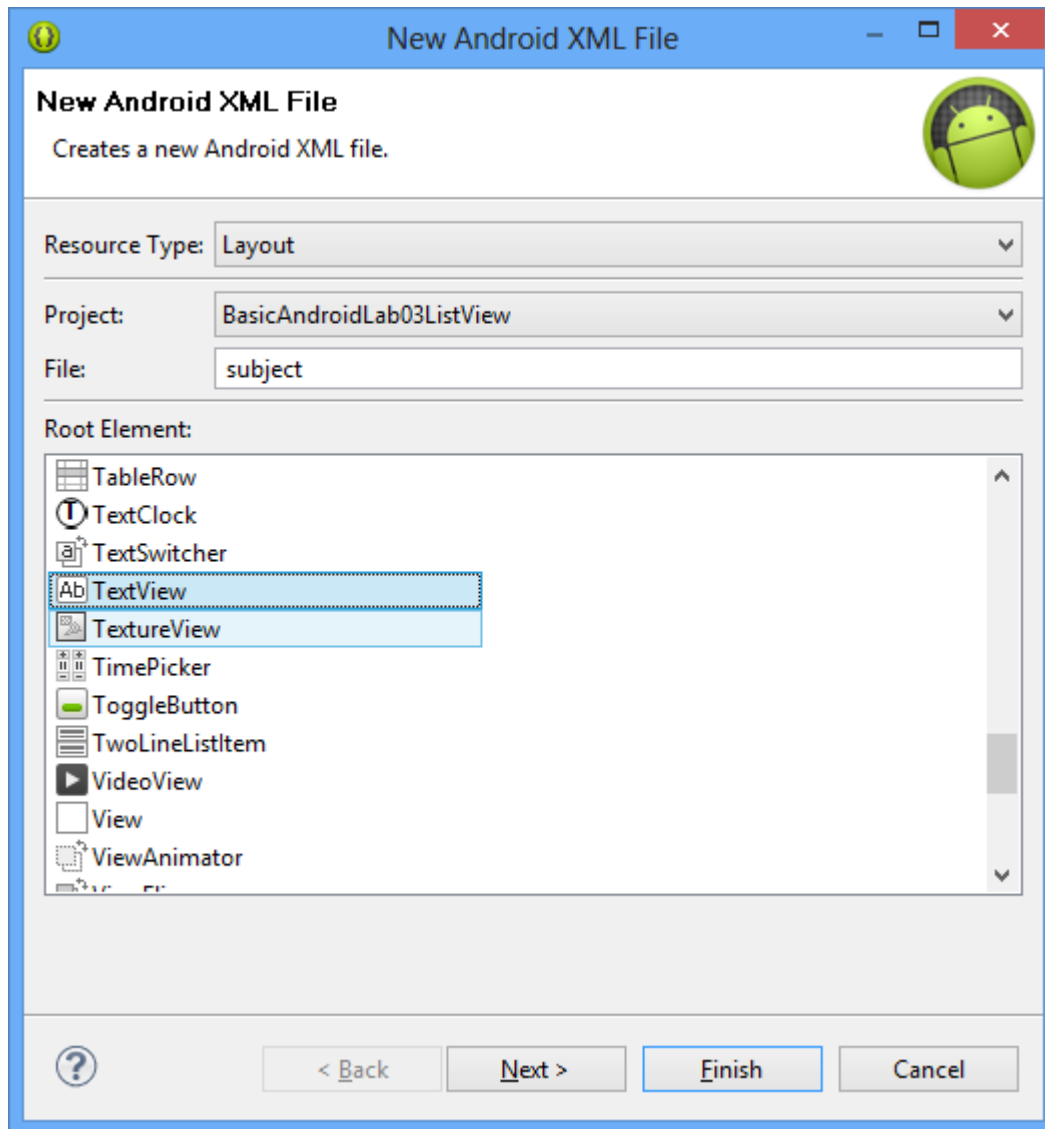 New Android XML File
New Android XML File
Creates a new Android XML file.
Resource Type: Layout
Project: BasicAndroidLab03ListView
File: subject
Root Element:
TableRow
TextClock
TextSwitcher
Ab TextView
TextureView
TimePicker
ToggleButton
TwoLineListItem
VideoView
View
ViewAnimator
< Back Next > Finish Cancel